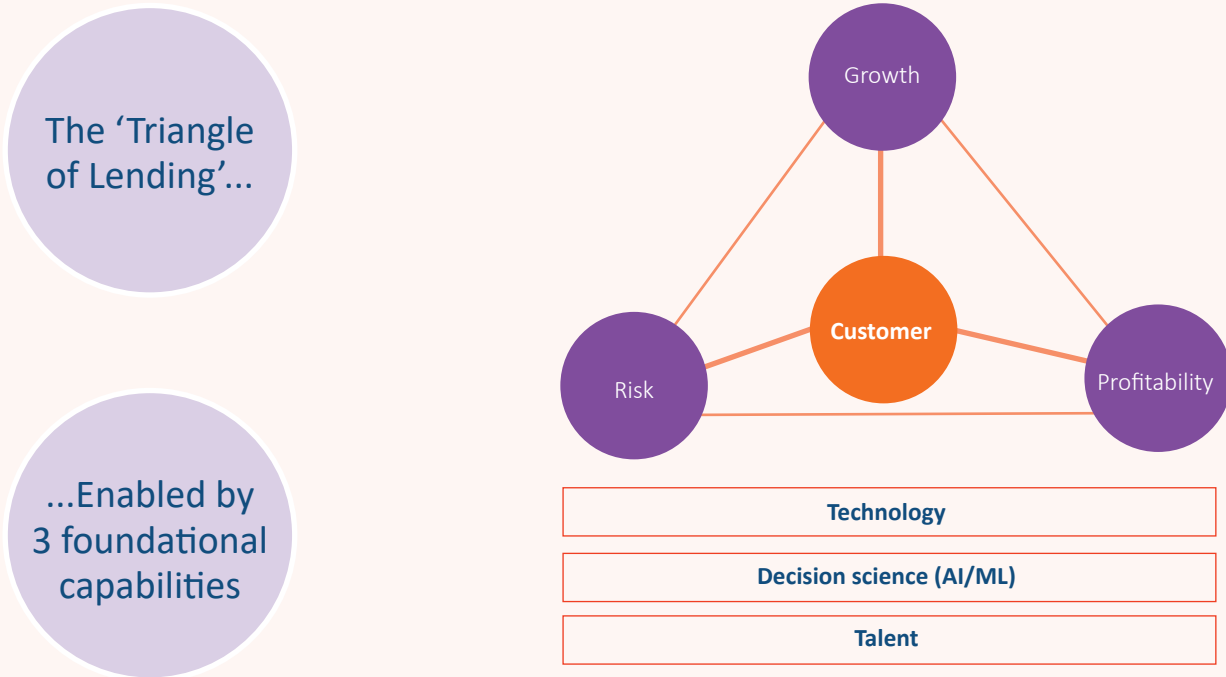 The ‘Triangle
of Lending’...
Growth
Customer
Risk
Profitability
...Enabled by
3 foundational
capabilities
Technology
Decision science (AI/ML)
Talent